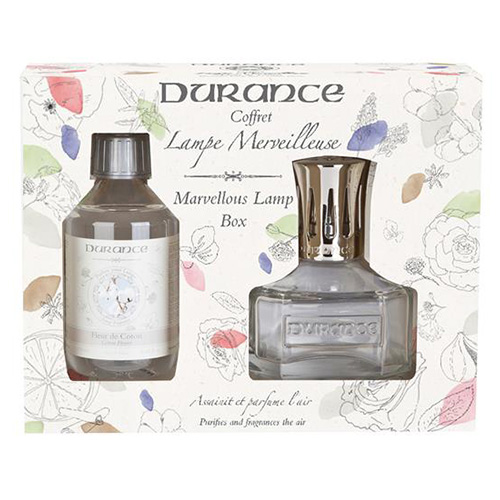 DURANCE
Coffret
Lampe Merveilleuse
Marvellous Lamp
Box
DURANCE
Fleur de Coton
DURANCE
Assainit et parfume l'air
Purifies and fragrances the air